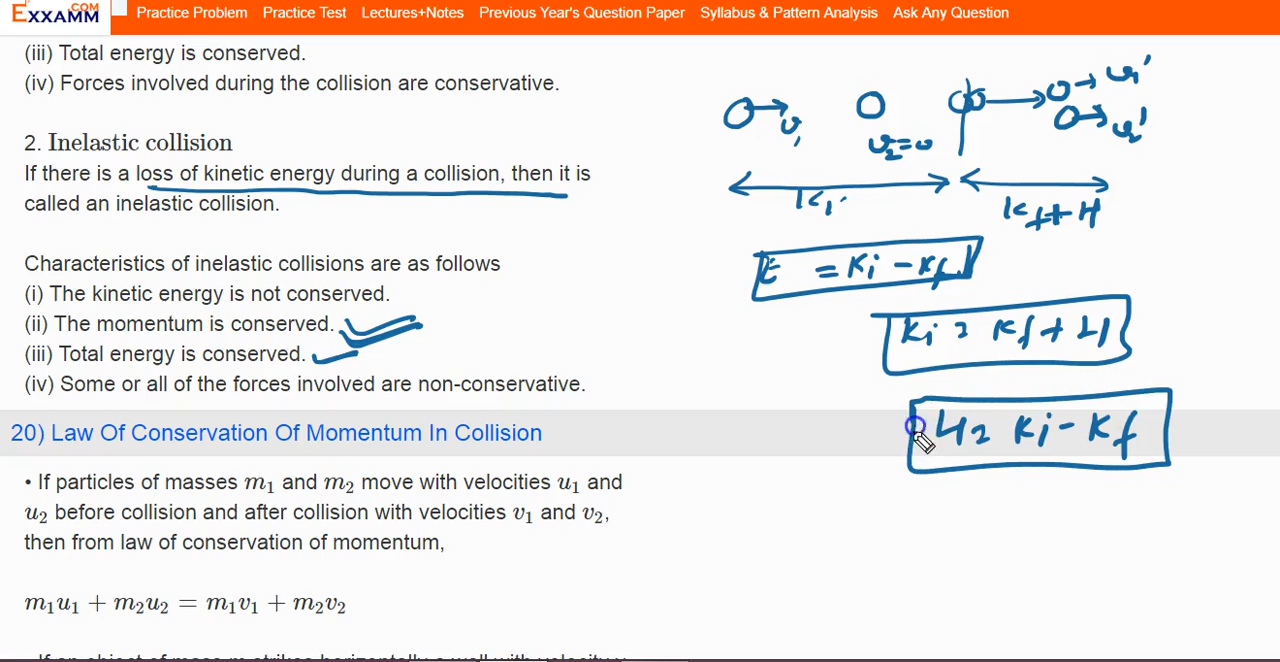 EXXAMM .COM Practice Problem Practice Test Lectures+Notes Previous Year's Question Paper Syllabus & Pattern Analysis Ask Any Question
(iii) Total energy is conserved.
(iv) Forces involved during the collision are conservative.
2. Inelastic collision
If there is a loss of kinetic energy during a collision, then it is
called an inelastic collision.
Characteristics of inelastic collisions are as follows
(i) The kinetic energy is not conserved.
(ii) The momentum is conserved.
(iii) Total energy is conserved.
(iv) Some or all of the forces involved are non-conservative.
20) Law Of Conservation Of Momentum In Collision
• If particles of masses m₁ and m₂ move with velocities u₁ and
u₂ before collision and after collision with velocities v₁ and v₂,
then from law of conservation of momentum,
m₁u₁ + m₂u₂ = m₁v₁ + m₂v₂
v₁
v₂=0
v₁'
v₂'
Ki
Kf+H
E = Ki - Kf
Ki = Kf + H
H = Ki - Kf